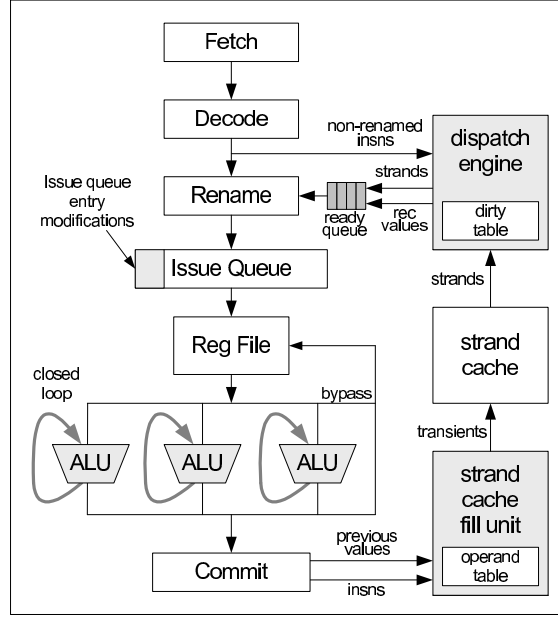 Fetch
Decode
non-renamed
insns
dispatch
engine
dirty
table
strands
rec
values
ready
queue
Rename
Issue queue
entry
modifications
Issue Queue
strands
Reg File
strand
cache
closed
loop
bypass
ALU
ALU
ALU
transients
strand
cache
fill unit
operand
table
previous
values
insns
Commit